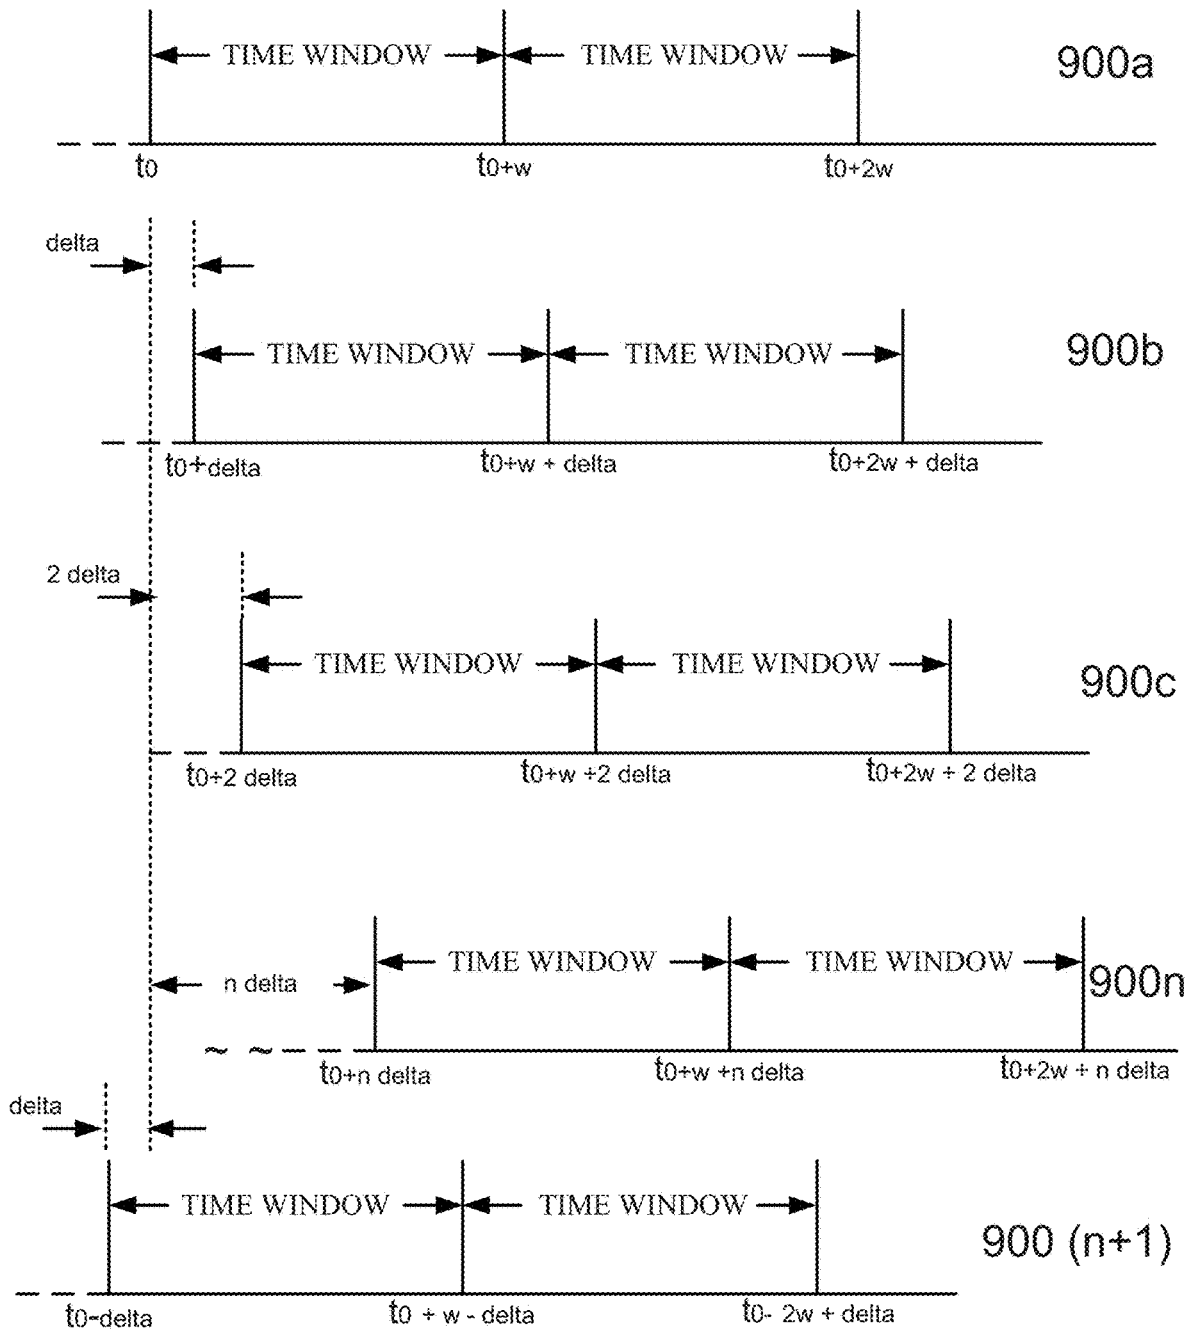 TIME WINDOW TIME WINDOW 900a
t0 t0+w t0+2w
delta
TIME WINDOW TIME WINDOW 900b
t0+delta t0+w + delta t0+2w + delta
2 delta
TIME WINDOW TIME WINDOW 900c
t0+2 delta t0+w +2 delta t0+2w + 2 delta
TIME WINDOW TIME WINDOW 900n
n delta
~ ~
t0+n delta t0+w +n delta t0+2w + n delta
delta
TIME WINDOW TIME WINDOW 900 (n+1)
t0-delta t0 + w - delta t0- 2w + delta